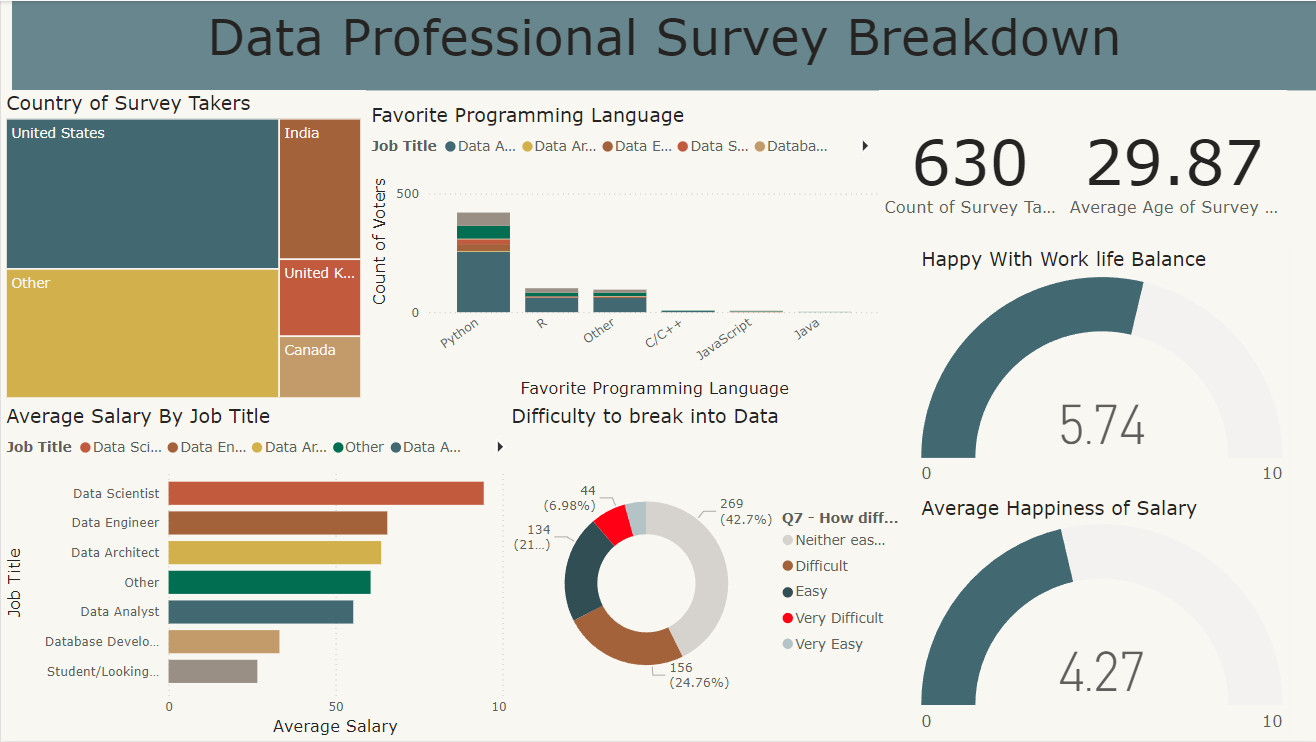 Data Professional Survey Breakdown
Country of Survey Takers
United States
India
Other
United K...
Canada
Favorite Programming Language
Job Title Data A... Data Ar... Data E... Data S... Databa...
Count of Voters
500
0
Python
R
Other
C/C++
JavaScript
Java
Favorite Programming Language
630
Count of Survey Ta...
29.87
Average Age of Survey ...
Happy With Work life Balance
5.74
0
10
Average Salary By Job Title
Job Title Data Sci... Data En... Data Ar... Other Data A...
Job Title
Data Scientist
Data Engineer
Data Architect
Other
Data Analyst
Database Develo...
Student/Looking...
0
50
10
Average Salary
Difficulty to break into Data
44
(6.98%)
269
(42.7%)
134
(21...)
156
(24.76%)
Q7 - How diff...
Neither eas...
Difficult
Easy
Very Difficult
Very Easy
Average Happiness of Salary
4.27
0
10